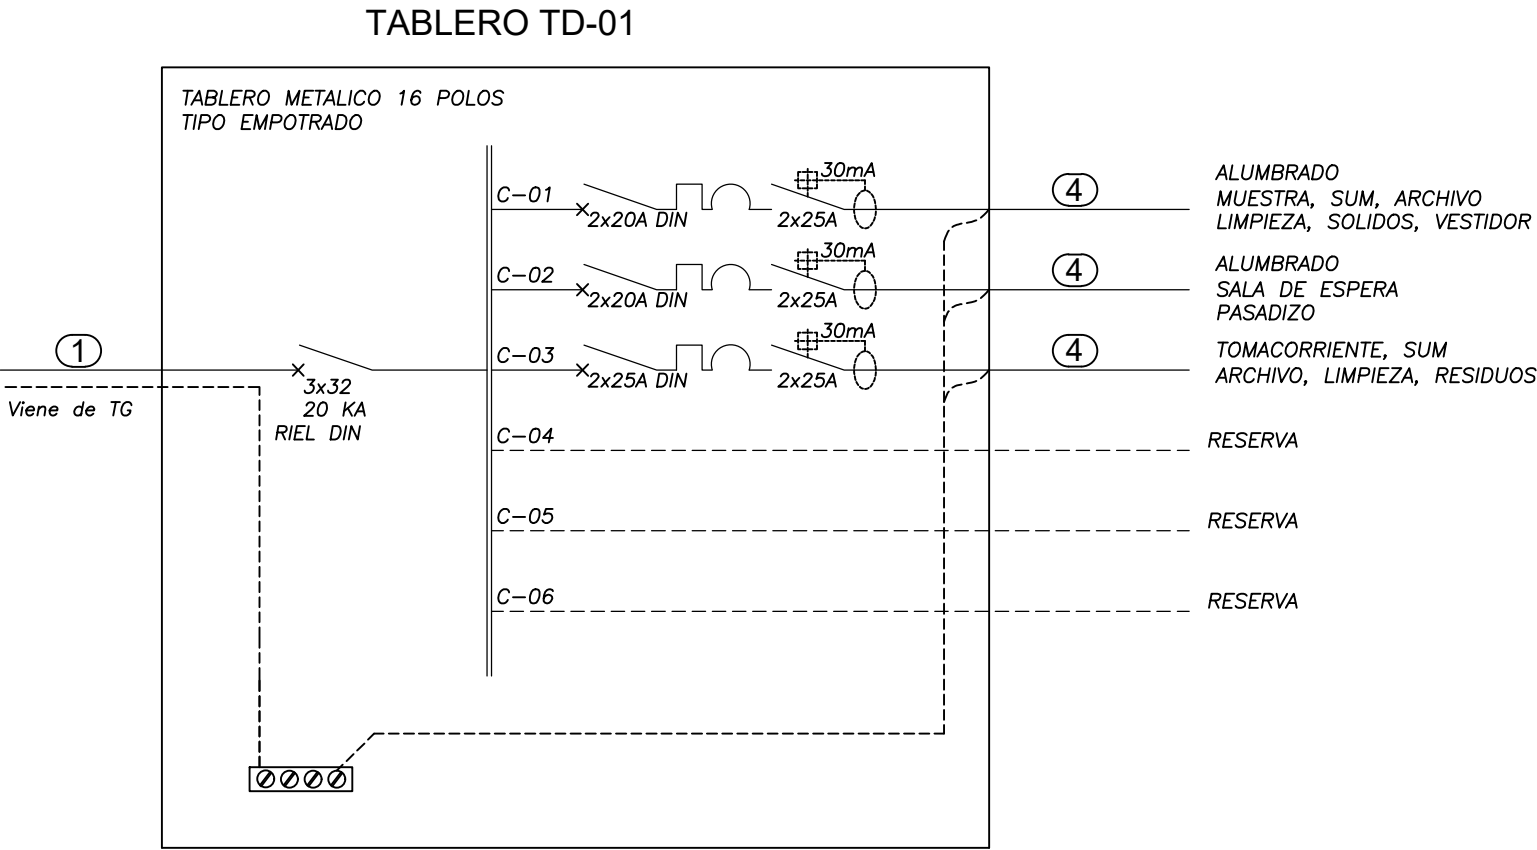 TABLERO TD-01
TABLERO METALICO 16 POLOS
TIPO EMPOTRADO
C-01
2x20A DIN
30mA
2x25A
4
ALUMBRADO
MUESTRA, SUM, ARCHIVO
LIMPIEZA, SOLIDOS, VESTIDOR
C-02
2x20A DIN
30mA
2x25A
4
ALUMBRADO
SALA DE ESPERA
PASADIZO
1
Viene de TG
3x32
20 KA
RIEL DIN
C-03
2x25A DIN
30mA
2x25A
4
TOMACORRIENTE, SUM
ARCHIVO, LIMPIEZA, RESIDUOS
C-04
RESERVA
C-05
RESERVA
C-06
RESERVA